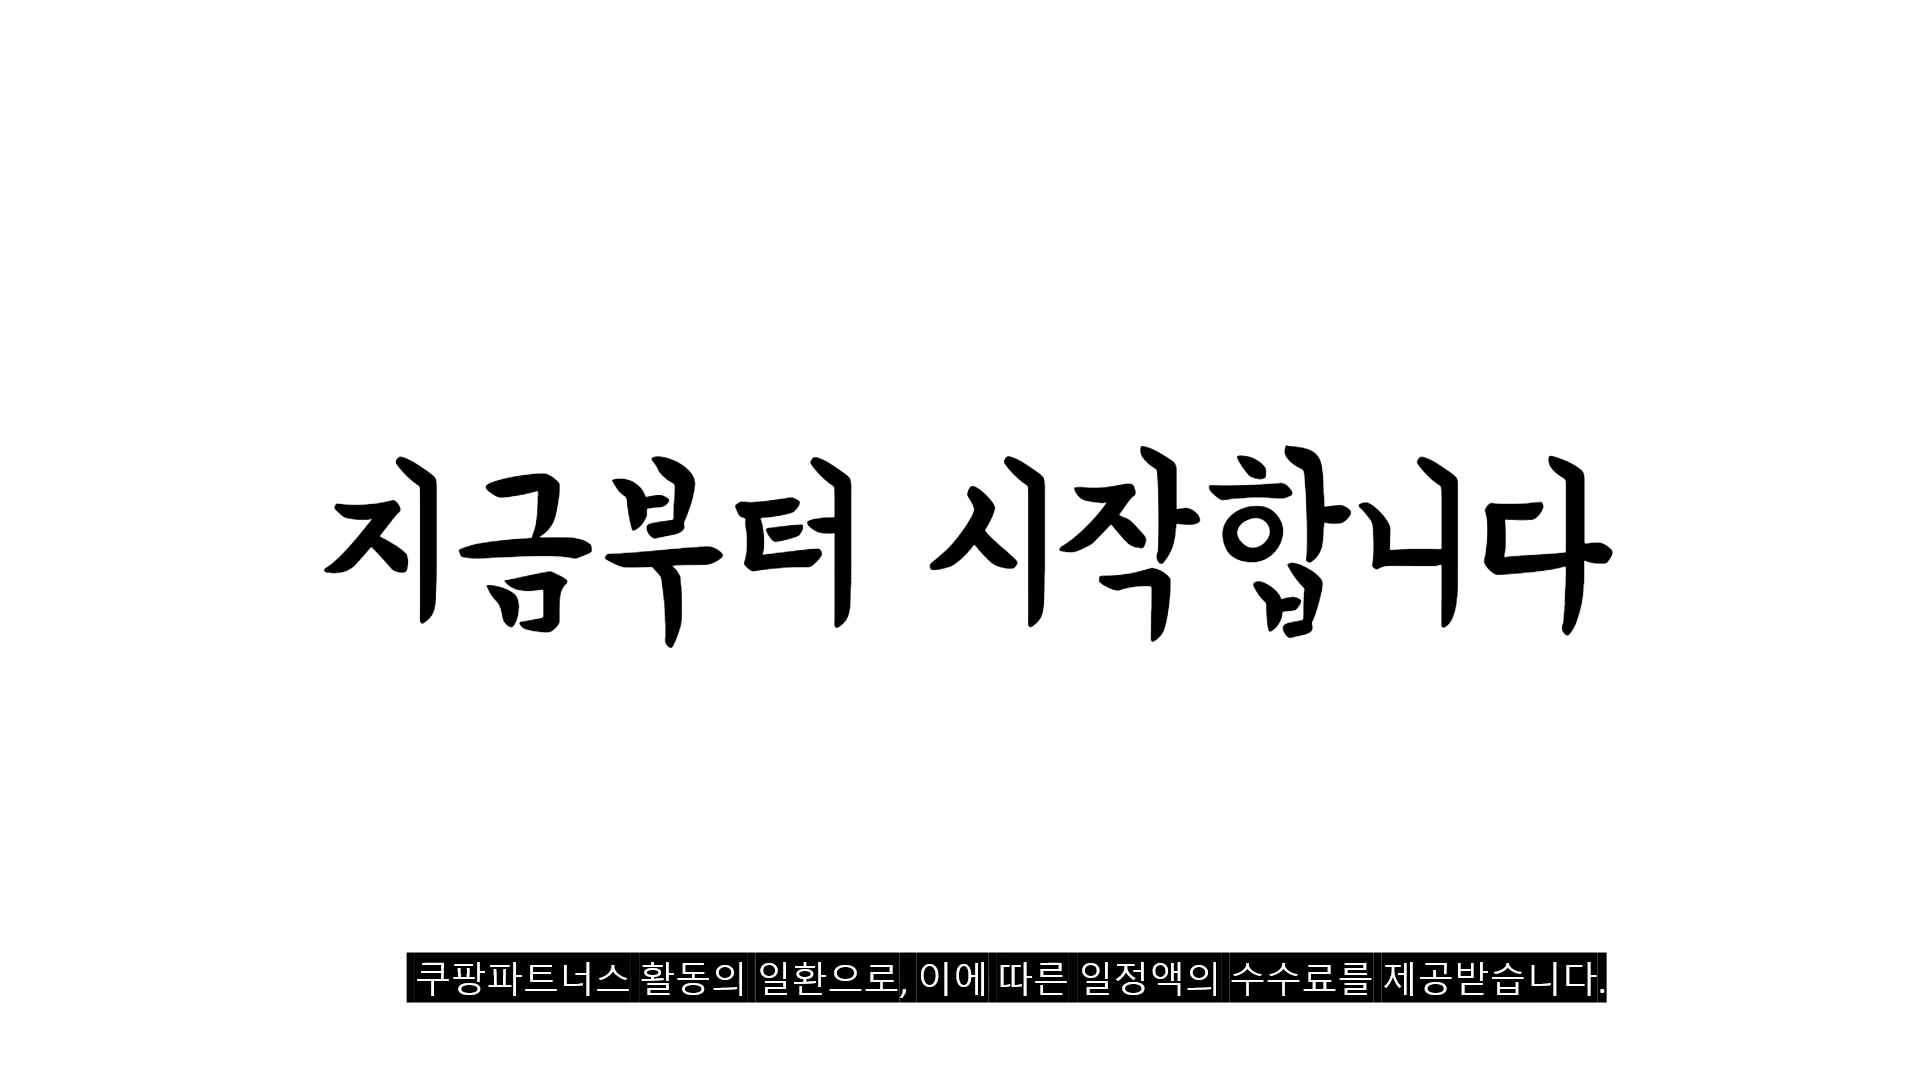 지금부터 시작합니다
쿠팡파트너스 활동의 일환으로, 이에 따른 일정액의 수수료를 제공받습니다.